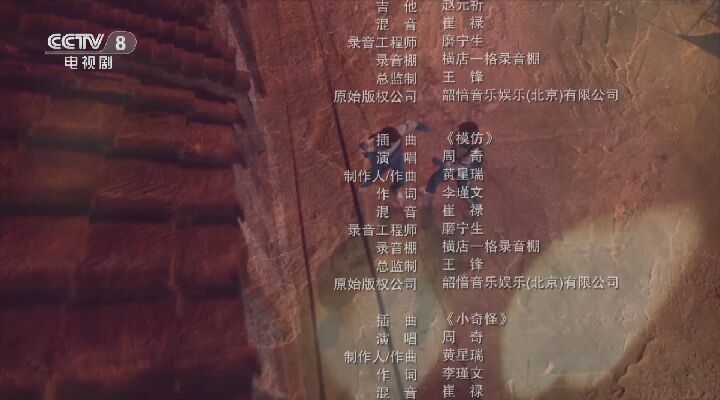 CCTV 8
电视剧
吉 他 赵元祈
混 音 崔 禄
录音工程师 磨宁生
录音棚 横店一格录音棚
总监制 王 锋
原始版权公司 韶愔音乐娱乐(北京)有限公司
插 曲 《模仿》
演 唱 周 奇
制作人/作曲 黄星瑞
作 词 李瑾文
混 音 崔 禄
录音工程师 磨宁生
录音棚 横店一格录音棚
总监制 王 锋
原始版权公司 韶愔音乐娱乐(北京)有限公司
插 曲 《小奇怪》
演 唱 周 奇
制作人/作曲 黄星瑞
作 词 李瑾文
混 音 崔 禄